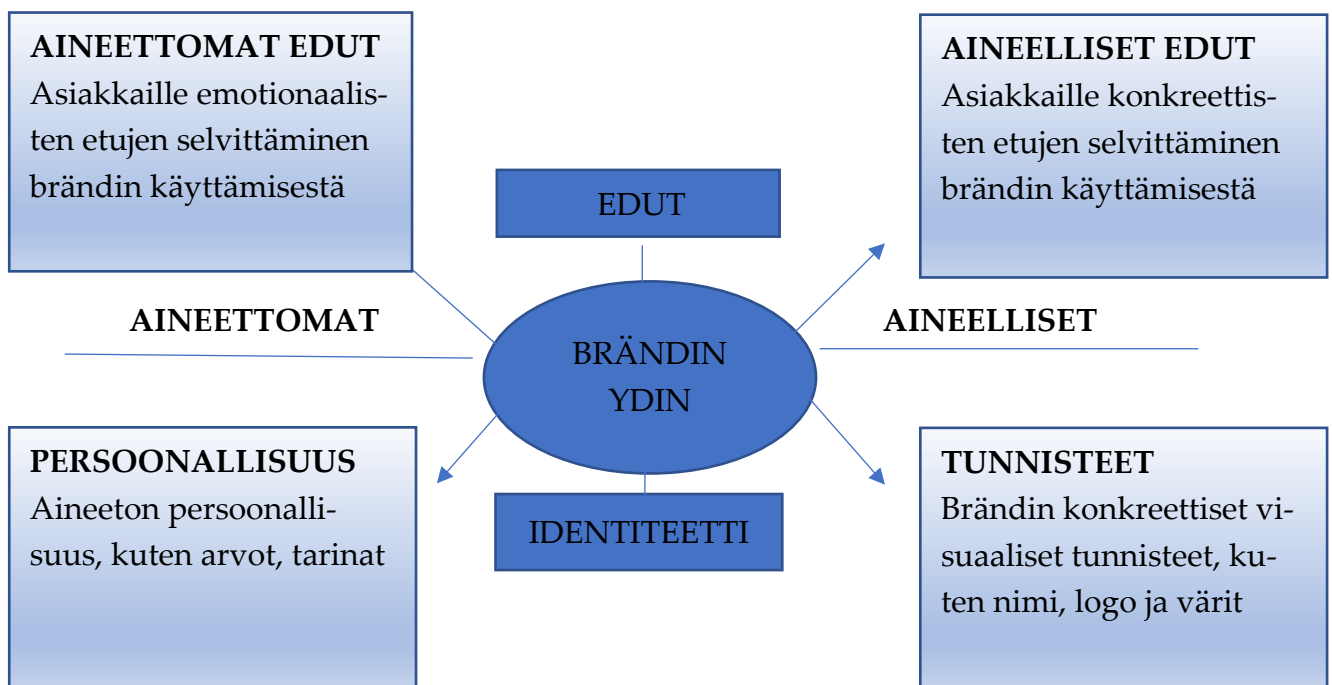 AINEETTOMAT EDUT
Asiakkaille emotionaalis-
ten etujen selvittäminen
brändin käyttämisestä
AINEELLISET EDUT
Asiakkaille konkreettis-
ten etujen selvittäminen
brändin käyttämisestä
EDUT
AINEETTOMAT
AINEELLISET
BRÄNDIN
YDIN
PERSOONALLISUUS
Aineeton persoonalli-
suus, kuten arvot, tarinat
IDENTITEETTI
TUNNISTEET
Brändin konkreettiset vi-
suaaliset tunnisteet, ku-
ten nimi, logo ja värit